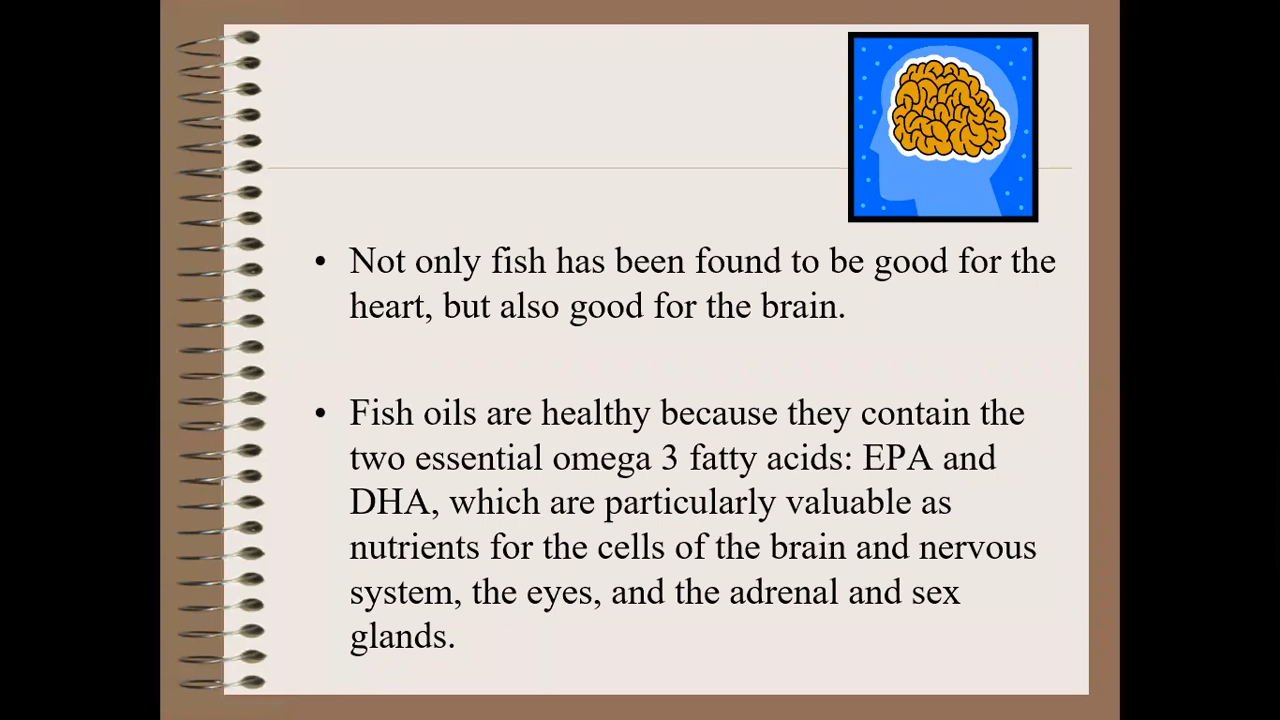 • Not only fish has been found to be good for the
heart, but also good for the brain.
• Fish oils are healthy because they contain the
two essential omega 3 fatty acids: EPA and
DHA, which are particularly valuable as
nutrients for the cells of the brain and nervous
system, the eyes, and the adrenal and sex
glands.